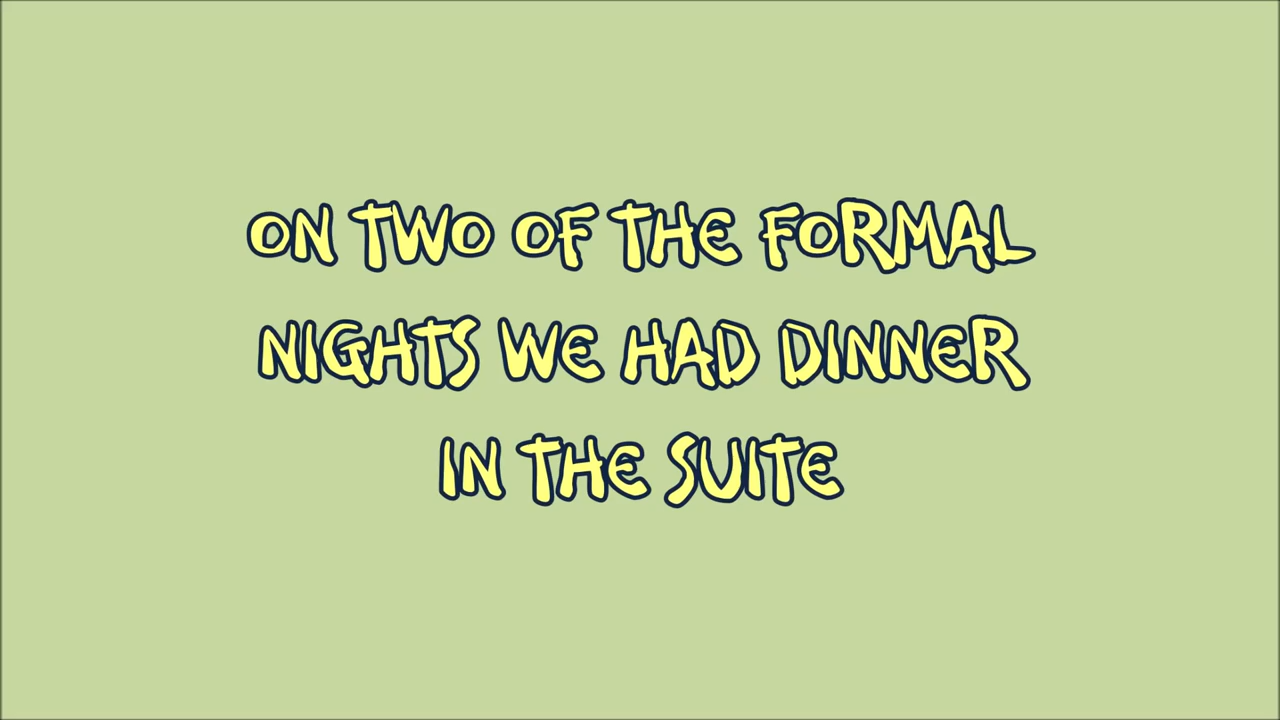 ON TWO OF THE FORMAL
NIGHTS WE HAD DINNER
IN THE SUITE